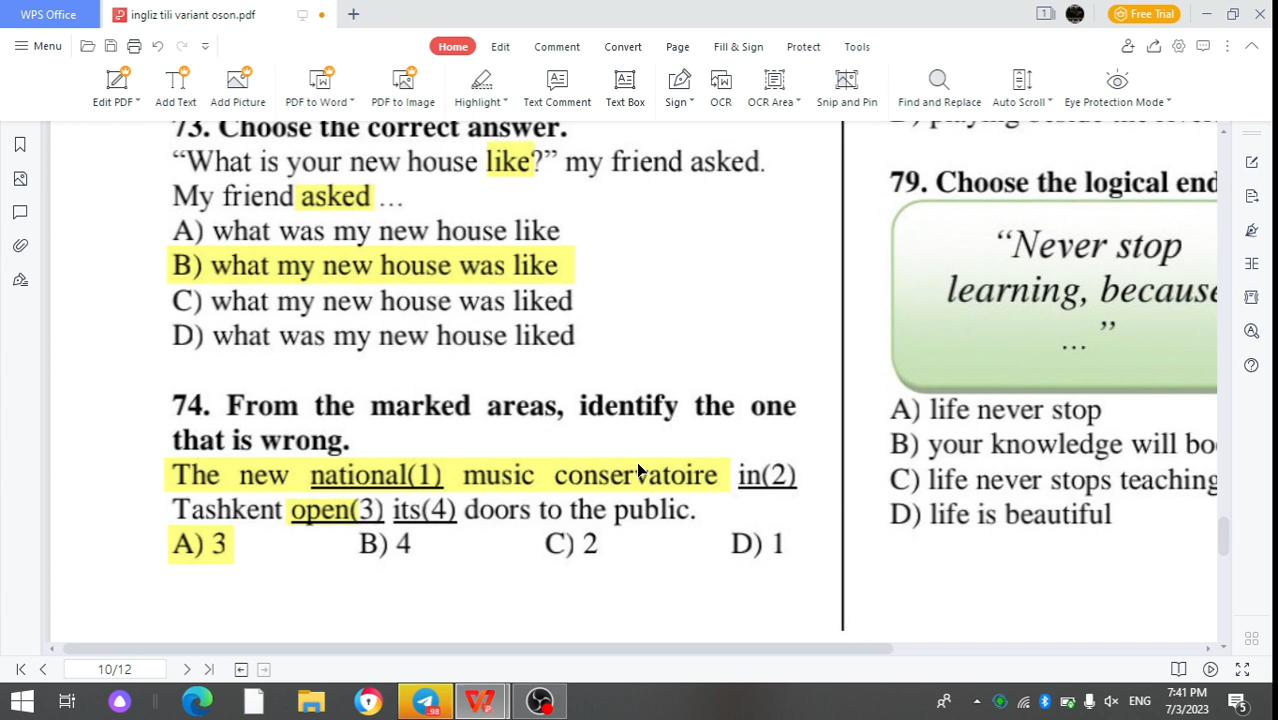 WPS Office
ingliz tili variant oson.pdf
Free Trial
Menu
Home
Edit
Comment
Convert
Page
Fill & Sign
Protect
Tools
Edit PDF
Add Text
Add Picture
PDF to Word
PDF to Image
Highlight
Text Comment
Text Box
Sign
OCR
OCR Area
Snip and Pin
Find and Replace
Auto Scroll
Eye Protection Mode
73. Choose the correct answer.
“What is your new house like?” my friend asked.
My friend asked …
A) what was my new house like
B) what my new house was like
C) what my new house was liked
D) what was my new house liked
74. From the marked areas, identify the one
that is wrong.
The new national(1) music conservatoire in(2)
Tashkent open(3) its(4) doors to the public.
A) 3 B) 4 C) 2 D) 1
79. Choose the logical end
“Never stop
learning, because
…”
A) life never stop
B) your knowledge will bo
C) life never stops teaching
D) life is beautiful
10/12
98
ENG
7:41 PM
7/3/2023
5